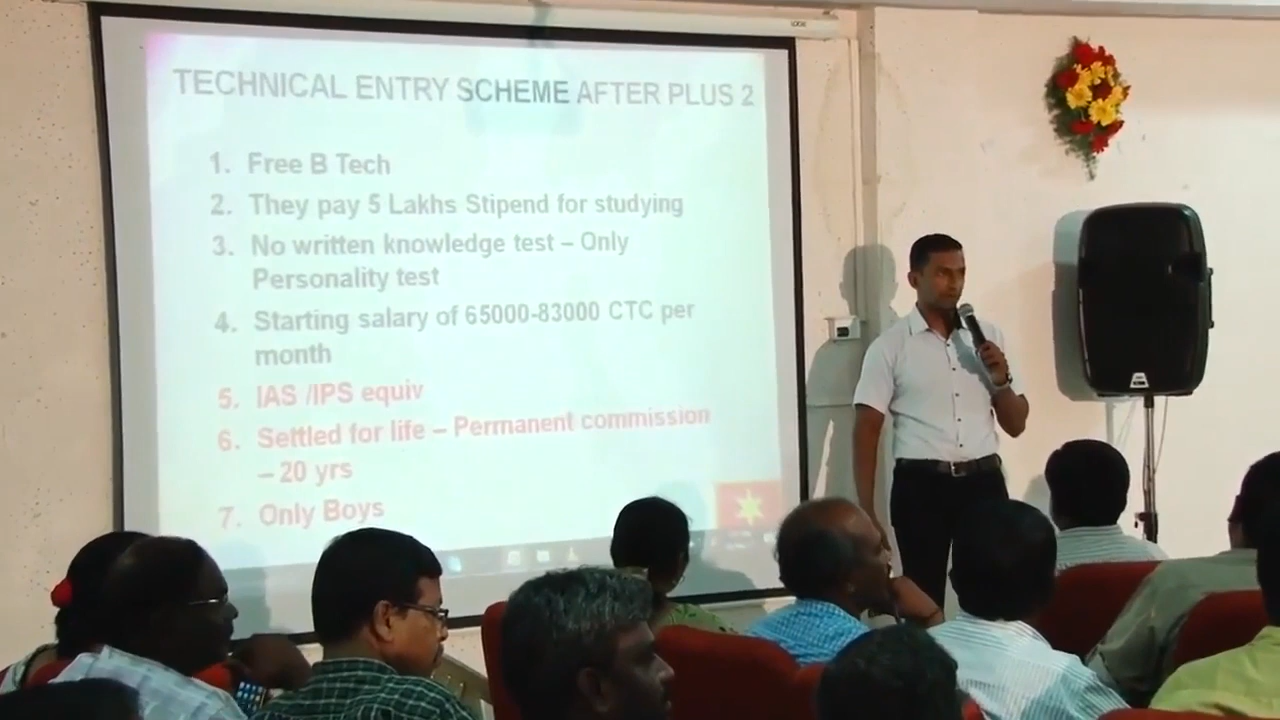 TECHNICAL ENTRY SCHEME AFTER PLUS 2
1. Free B Tech
2. They pay 5 Lakhs Stipend for studying
3. No written knowledge test – Only
Personality test
4. Starting salary of 65000-83000 CTC per
month
5. IAS /IPS equiv
6. Settled for life – Permanent commission
– 20 yrs
7. Only Boys